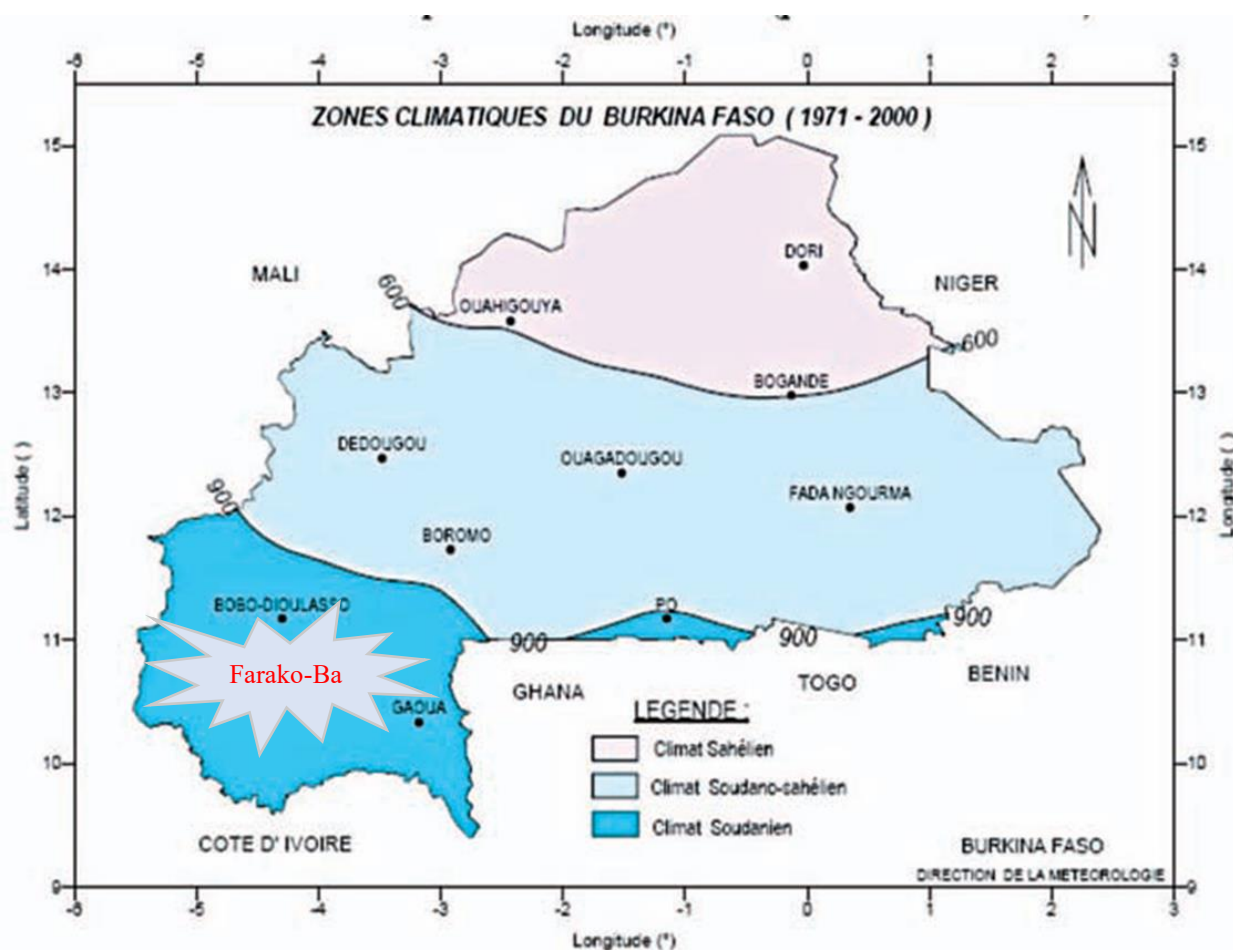 Longitude (°)
-6 -5 -4 -3 -2 -1 0 1 2 3
ZONES CLIMATIQUES DU BURKINA FASO ( 1971 - 2000 )
15 15
DORI
14 MALI 14
NIGER
600
OUAHIGOUYA
600
BOGANDE
13 13
DEDOUGOU
OUAGADOUGOU
FADA NGOURMA
Latitude ( )
Longitude ( )
900
12 12
BOROMO
BOBO-DIOULASSO
PO
900
11 900 900 11
Farako-Ba
BENIN
TOGO
GHANA
GAOUA
LEGENDE :
Climat Sahélien
10 10
Climat Soudano-sahélien
Climat Soudanien
COTE D' IVOIRE
BURKINA FASO
DIRECTION DE LA METEOROLOGIE
9 9
-6 -5 -4 -3 -2 -1 0 1 2 3
Longitude (°)